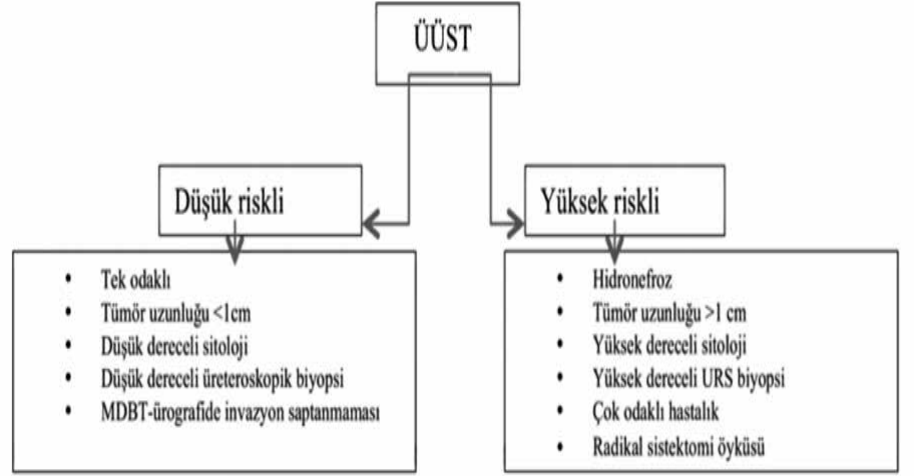 ÜÜST
Düşük riskli
Yüksek riskli
• Tek odaklı
• Tümör uzunluğu <1cm
• Düşük dereceli sitoloji
• Düşük dereceli üreteroskopik biyopsi
• MDBT-ürografide invazyon saptanmaması
• Hidronefroz
• Tümör uzunluğu >1 cm
• Yüksek dereceli sitoloji
• Yüksek dereceli URS biyopsi
• Çok odaklı hastalık
• Radikal sistektomi öyküsü